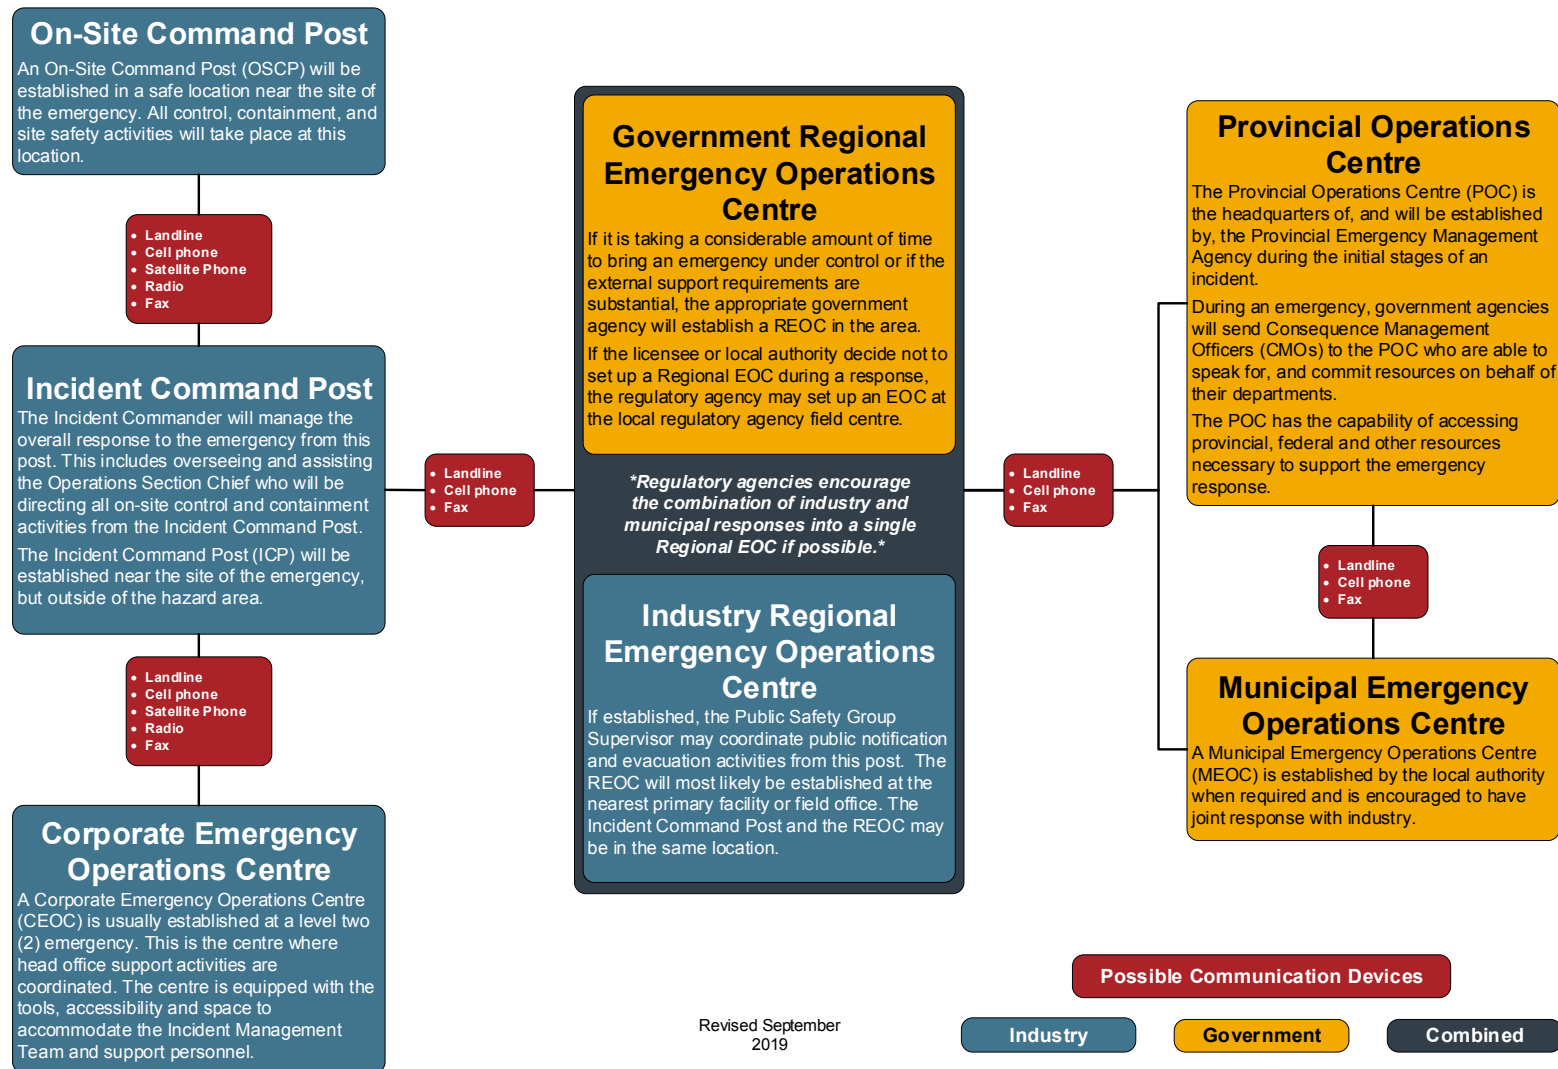 On-Site Command Post
An On-Site Command Post (OSCP) will be
established in a safe location near the site of
the emergency. All control, containment, and
site safety activities will take place at this
location.
• Landline
• Cell phone
• Satellite Phone
• Radio
• Fax
Incident Command Post
The Incident Commander will manage the
overall response to the emergency from this
post. This includes overseeing and assisting
the Operations Section Chief who will be
directing all on-site control and containment
activities from the Incident Command Post.
The Incident Command Post (ICP) will be
established near the site of the emergency,
but outside of the hazard area.
• Landline
• Cell phone
• Satellite Phone
• Radio
• Fax
Corporate Emergency
Operations Centre
A Corporate Emergency Operations Centre
(CEOC) is usually established at a level two
(2) emergency. This is the centre where
head office support activities are
coordinated. The centre is equipped with the
tools, accessibility and space to
accommodate the Incident Management
Team and support personnel.
• Landline
• Cell phone
• Fax
Government Regional
Emergency Operations
Centre
If it is taking a considerable amount of time
to bring an emergency under control or if the
external support requirements are
substantial, the appropriate government
agency will establish a REOC in the area.
If the licensee or local authority decide not to
set up a Regional EOC during a response,
the regulatory agency may set up an EOC at
the local regulatory agency field centre.
*Regulatory agencies encourage
the combination of industry and
municipal responses into a single
Regional EOC if possible.*
Industry Regional
Emergency Operations
Centre
If established, the Public Safety Group
Supervisor may coordinate public notification
and evacuation activities from this post. The
REOC will most likely be established at the
nearest primary facility or field office. The
Incident Command Post and the REOC may
be in the same location.
• Landline
• Cell phone
• Fax
Provincial Operations
Centre
The Provincial Operations Centre (POC) is
the headquarters of, and will be established
by, the Provincial Emergency Management
Agency during the initial stages of an
incident.
During an emergency, government agencies
will send Consequence Management
Officers (CMOs) to the POC who are able to
speak for, and commit resources on behalf of
their departments.
The POC has the capability of accessing
provincial, federal and other resources
necessary to support the emergency
response.
• Landline
• Cell phone
• Fax
Municipal Emergency
Operations Centre
A Municipal Emergency Operations Centre
(MEOC) is established by the local authority
when required and is encouraged to have
joint response with industry.
Possible Communication Devices
Industry
Government
Combined
Revised September
2019